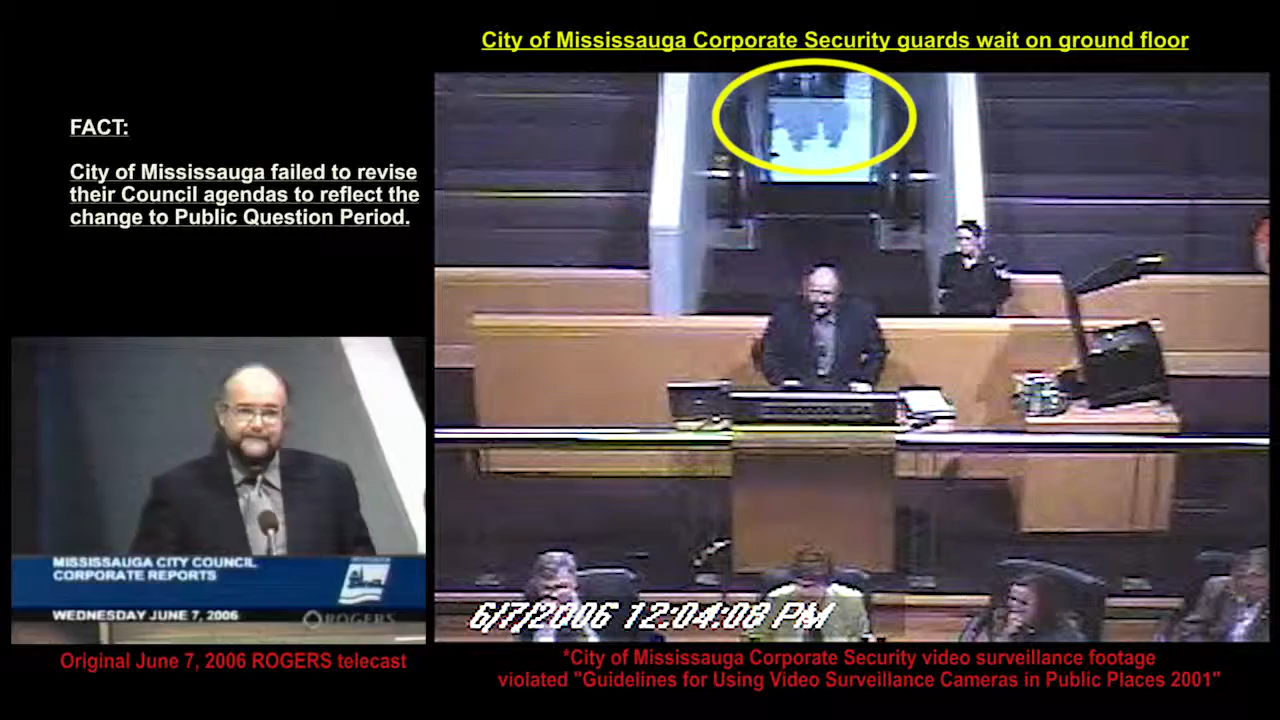 City of Mississauga Corporate Security guards wait on ground floor
FACT:
City of Mississauga failed to revise
their Council agendas to reflect the
change to Public Question Period.
MISSISSAUGA CITY COUNCIL
CORPORATE REPORTS
WEDNESDAY JUNE 7, 2006
ROGERS
6/7/2006 12:04:08 PM
Original June 7, 2006 ROGERS telecast
*City of Mississauga Corporate Security video surveillance footage
violated "Guidelines for Using Video Surveillance Cameras in Public Places 2001"